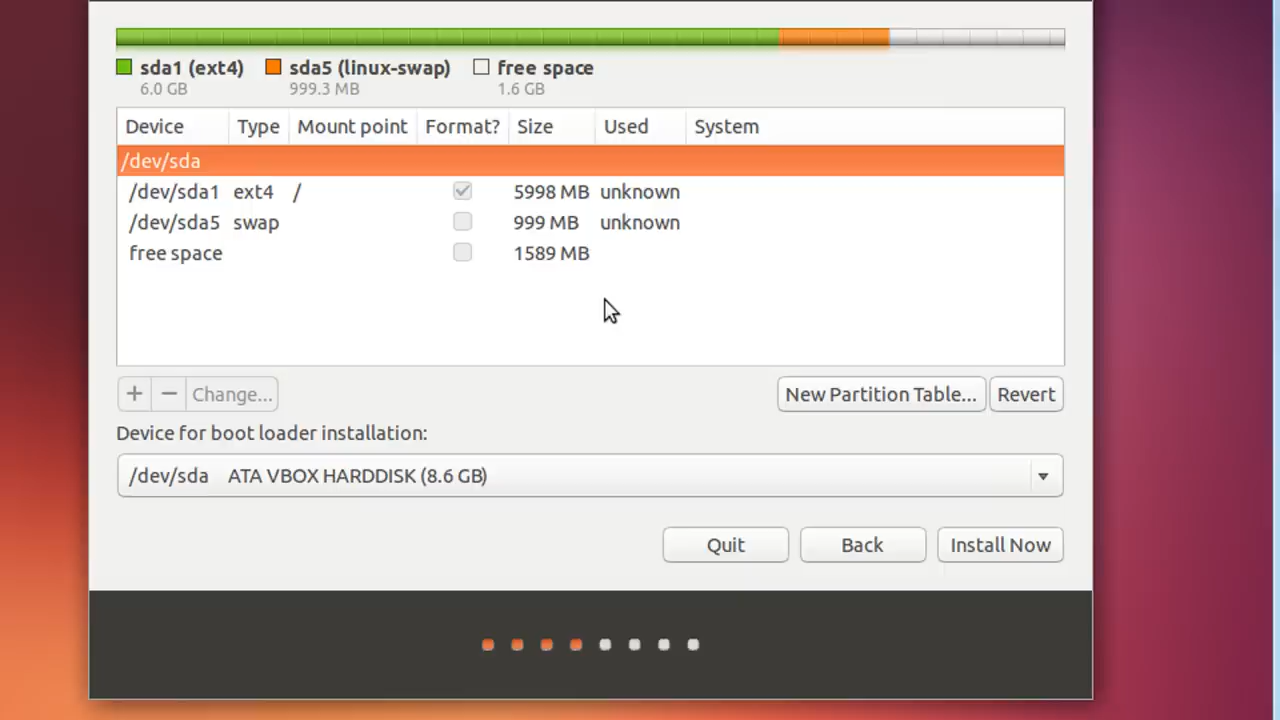 sda1 (ext4) sda5 (linux-swap) free space
6.0 GB 999.3 MB 1.6 GB
Device Type Mount point Format? Size Used System
/dev/sda
/dev/sda1 ext4 / 5998 MB unknown
/dev/sda5 swap 999 MB unknown
free space 1589 MB
+ − Change... New Partition Table... Revert
Device for boot loader installation:
/dev/sda ATA VBOX HARDDISK (8.6 GB)
Quit Back Install Now